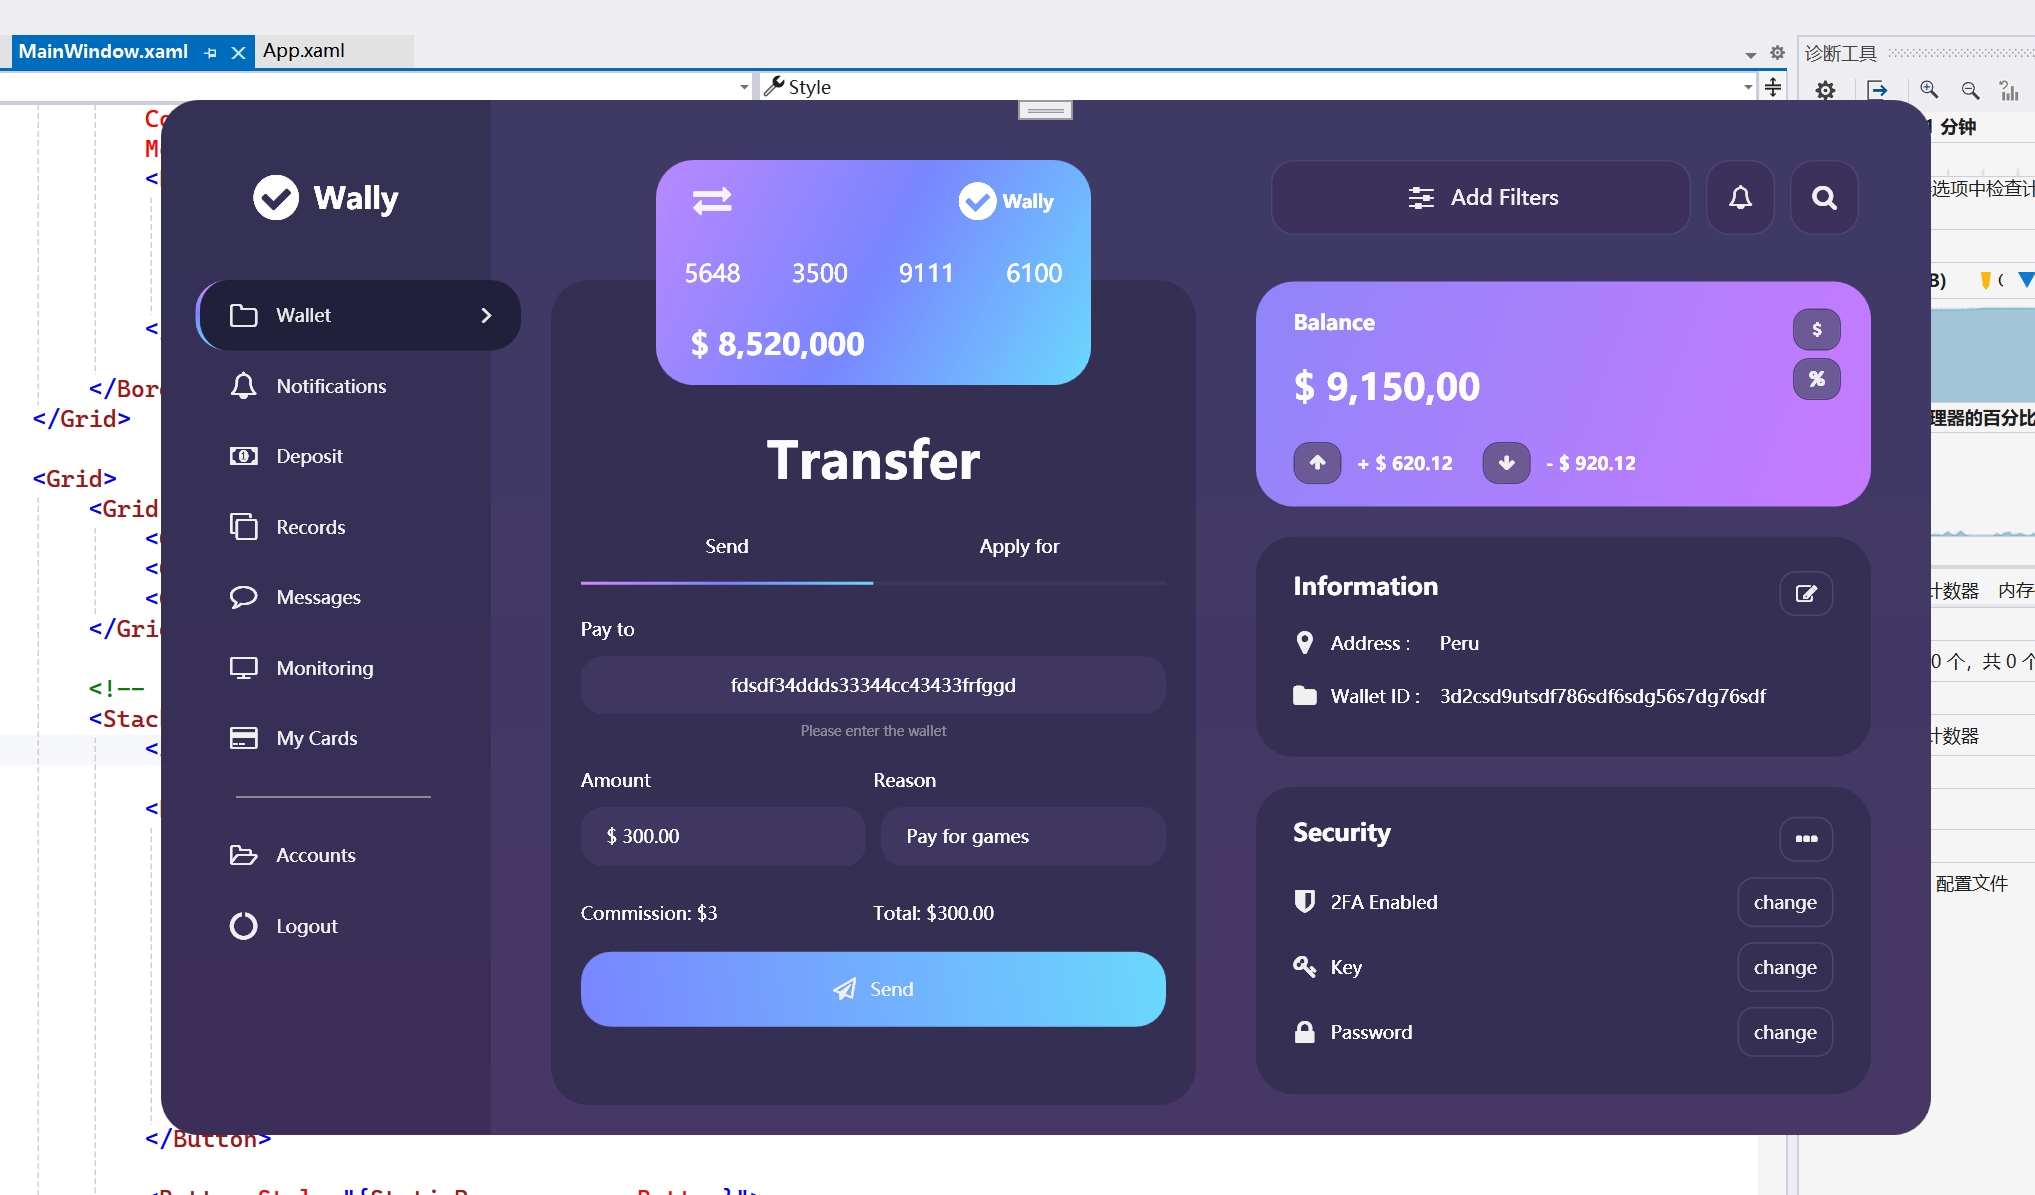 MainWindow.xaml
App.xaml
诊断工具
Style
分钟
Wally
Wally
5648 3500 9111 6100
$ 8,520,000
Add Filters
选项中检查
Wallet
Notifications
Deposit
Records
Messages
Monitoring
My Cards
Accounts
Logout
Transfer
Send Apply for
Pay to
fdsdf34ddds33344cc43433frfggd
Please enter the wallet
Amount Reason
$ 300.00 Pay for games
Commission: $3 Total: $300.00
Send
Balance
$
$ 9,150,00
%
+ $ 620.12 - $ 920.12
Information
Address : Peru
Wallet ID : 3d2csd9utsdf786sdf6sdg56s7dg76sdf
Security
2FA Enabled change
Key change
Password change
B)
理器的百分比
计数器 内存
0 个，共 0 个
计数器
配置文件
</Bor
</Grid>
<Grid>
<Grid
</Gri
<!--
<Stac
</Button>